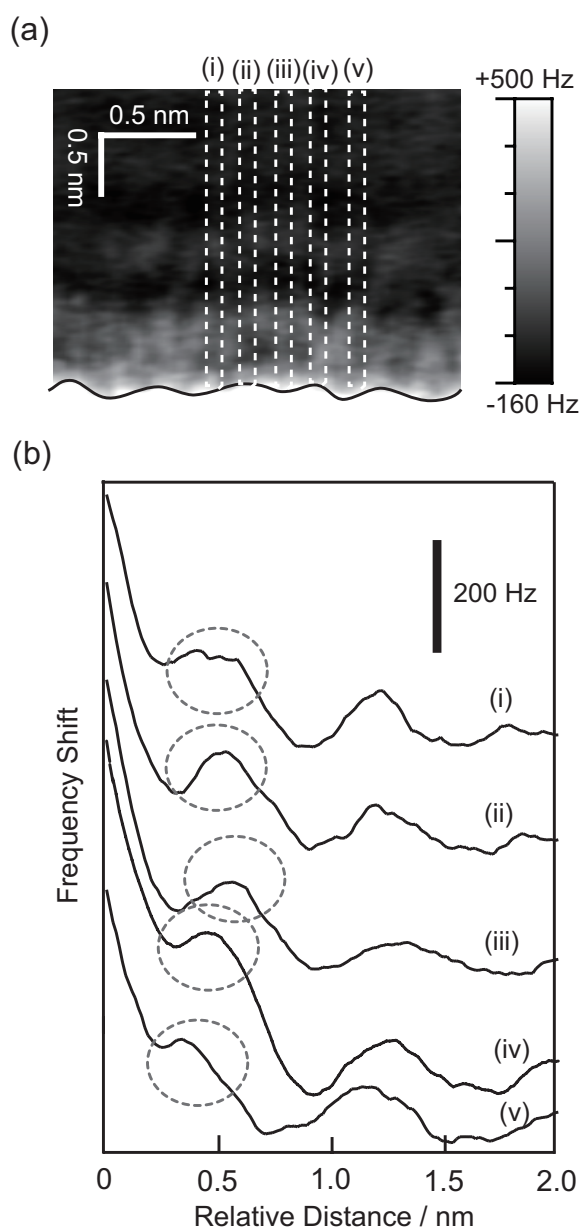 (a)
(i) (ii) (iii) (iv) (v)
+500 Hz
0.5 nm
0.5 nm
-160 Hz
(b)
200 Hz
(i)
(ii)
(iii)
(iv)
(v)
Frequency Shift
0 0.5 1.0 1.5 2.0
Relative Distance / nm